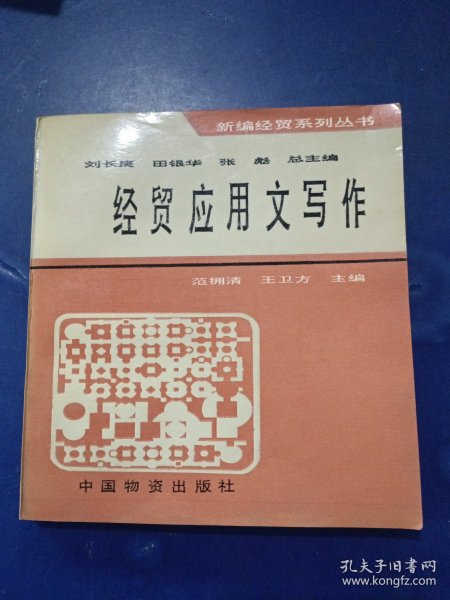 新编经贸系列丛书
刘长庚 田银华 张彪 总主编
经贸应用文写作
范拥清 王卫方 主编
中国物资出版社
孔夫子旧书网
www.kongfz.com